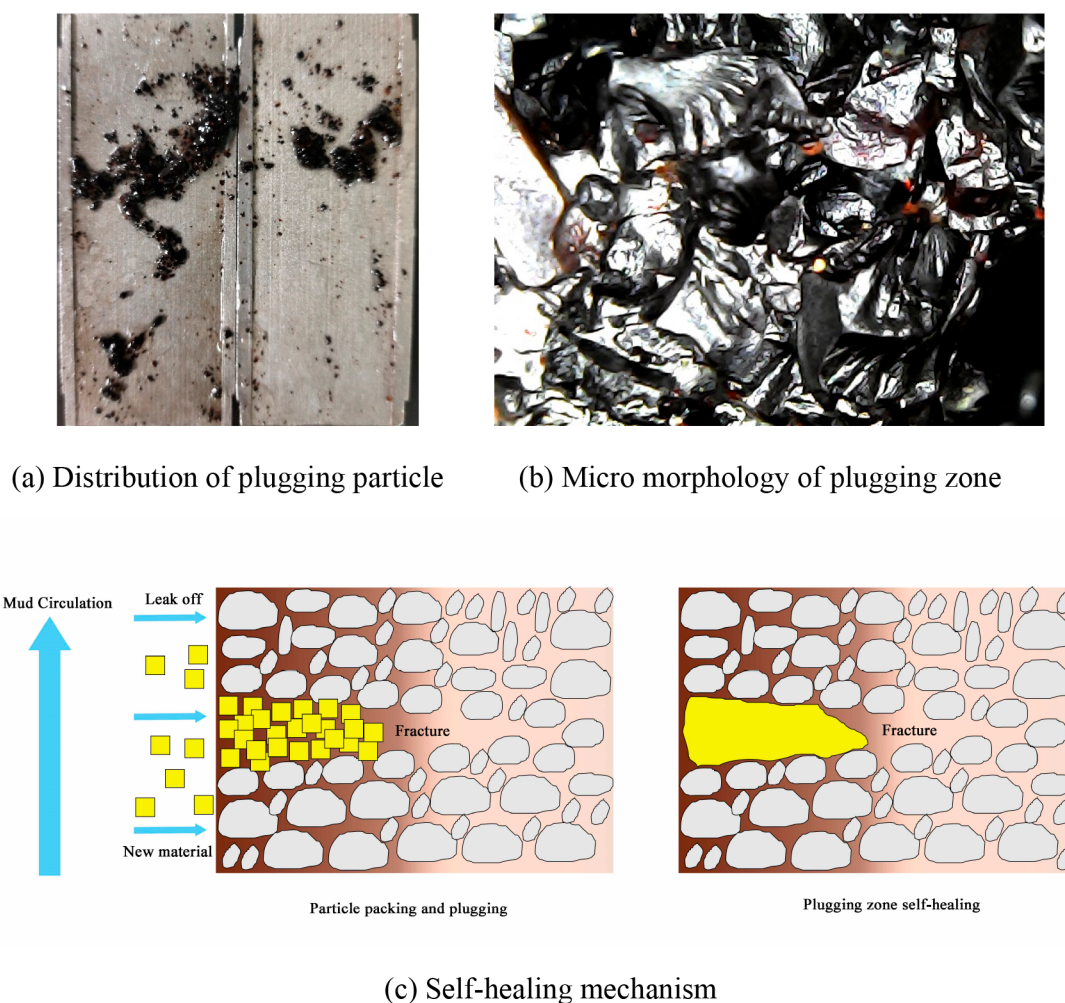 (a) Distribution of plugging particle
(b) Micro morphology of plugging zone
Mud Circulation
Leak off
Fracture
New material
Particle packing and plugging
Fracture
Plugging zone self-healing
(c) Self-healing mechanism